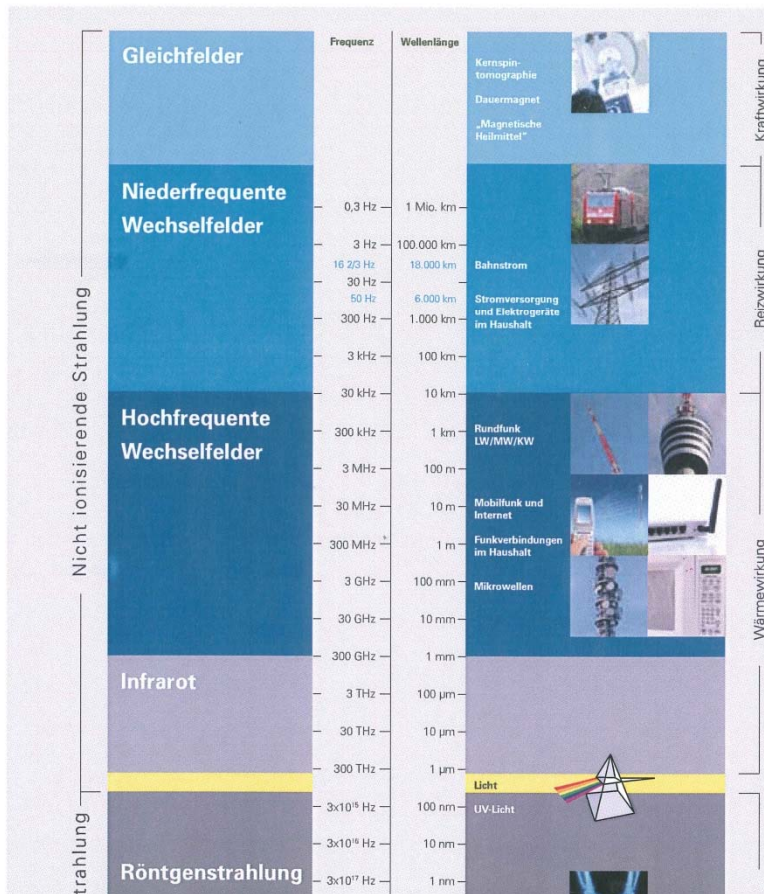 Frequenz
Wellenlänge
Gleichfelder
Kernspin-
tomographie
Dauermagnet
„Magnetische
Heilmittel“
Kraftwirkung
Niederfrequente
Wechselfelder
0,3 Hz
1 Mio. km
3 Hz
100.000 km
16 2/3 Hz
18.000 km
Bahnstrom
30 Hz
50 Hz
6.000 km
Stromversorgung
und Elektrogeräte
im Haushalt
300 Hz
1.000 km
3 kHz
100 km
Reizwirkung
30 kHz
10 km
Hochfrequente
Wechselfelder
300 kHz
1 km
Rundfunk
LW/MW/KW
3 MHz
100 m
30 MHz
10 m
Mobilfunk und
Internet
300 MHz
1 m
Funkverbindungen
im Haushalt
3 GHz
100 mm
Mikrowellen
30 GHz
10 mm
300 GHz
1 mm
Wärmewirkung
Nicht ionisierende Strahlung
Infrarot
3 THz
100 µm
30 THz
10 µm
300 THz
1 µm
Licht
3x10¹⁵ Hz
100 nm
UV-Licht
3x10¹⁶ Hz
10 nm
Röntgenstrahlung
3x10¹⁷ Hz
1 nm
trahlung